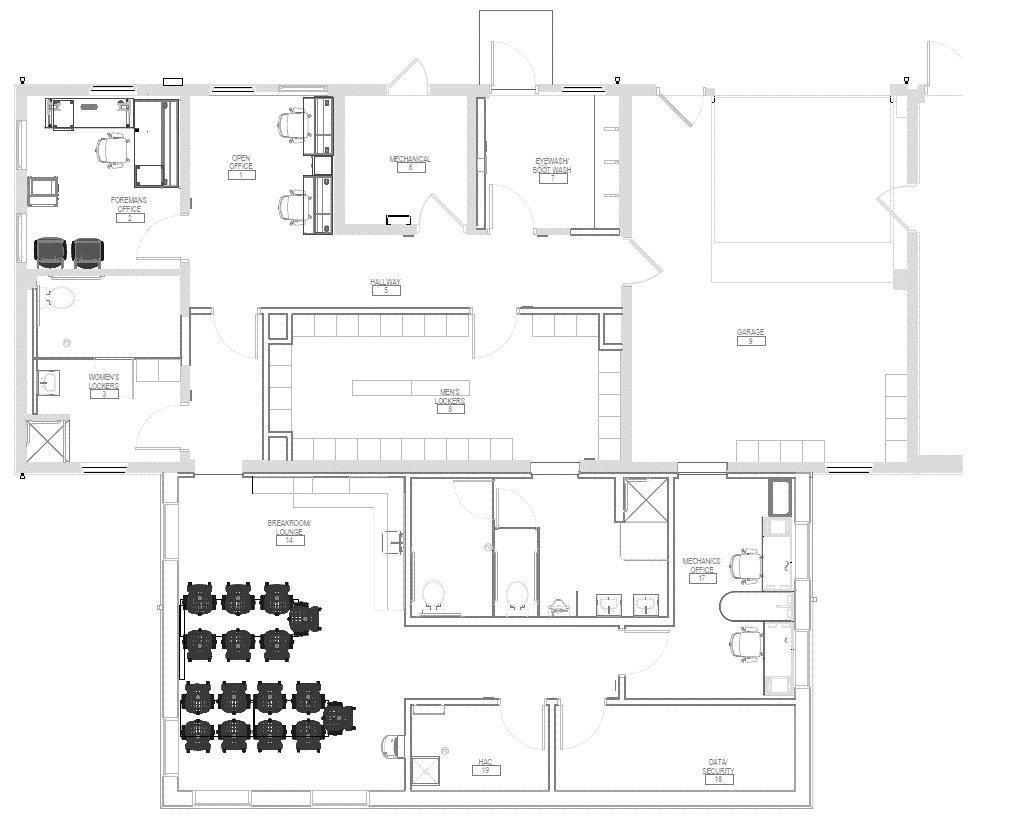 OPEN
OFFICE
1
MECHANICAL
6
EYEWASH/
BOOT WASH
7
FOREMANS
OFFICE
2
HALLWAY
5
GARAGE
9
WOMEN'S
LOCKERS
3
MEN'S
LOCKERS
8
BREAKROOM/
LOUNGE
14
MECHANICS
OFFICE
17
HAC
19
DATA/
SECURITY
18